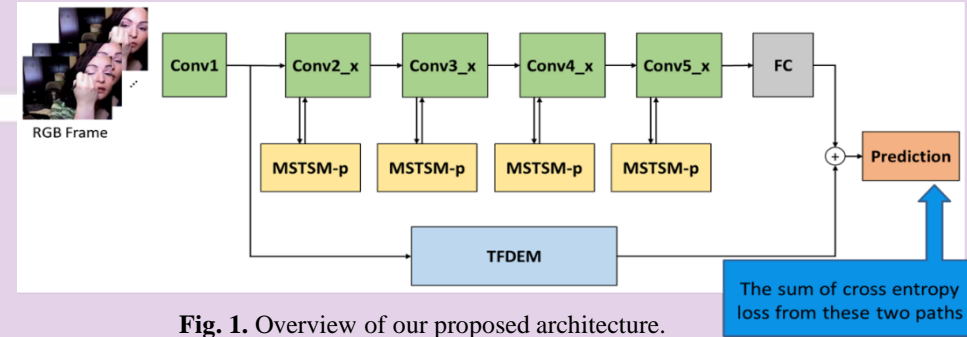 RGB Frame
Conv1
Conv2_x
Conv3_x
Conv4_x
Conv5_x
FC
MSTSM-p
MSTSM-p
MSTSM-p
MSTSM-p
+
Prediction
TFDEM
The sum of cross entropy
loss from these two paths
Fig. 1. Overview of our proposed architecture.